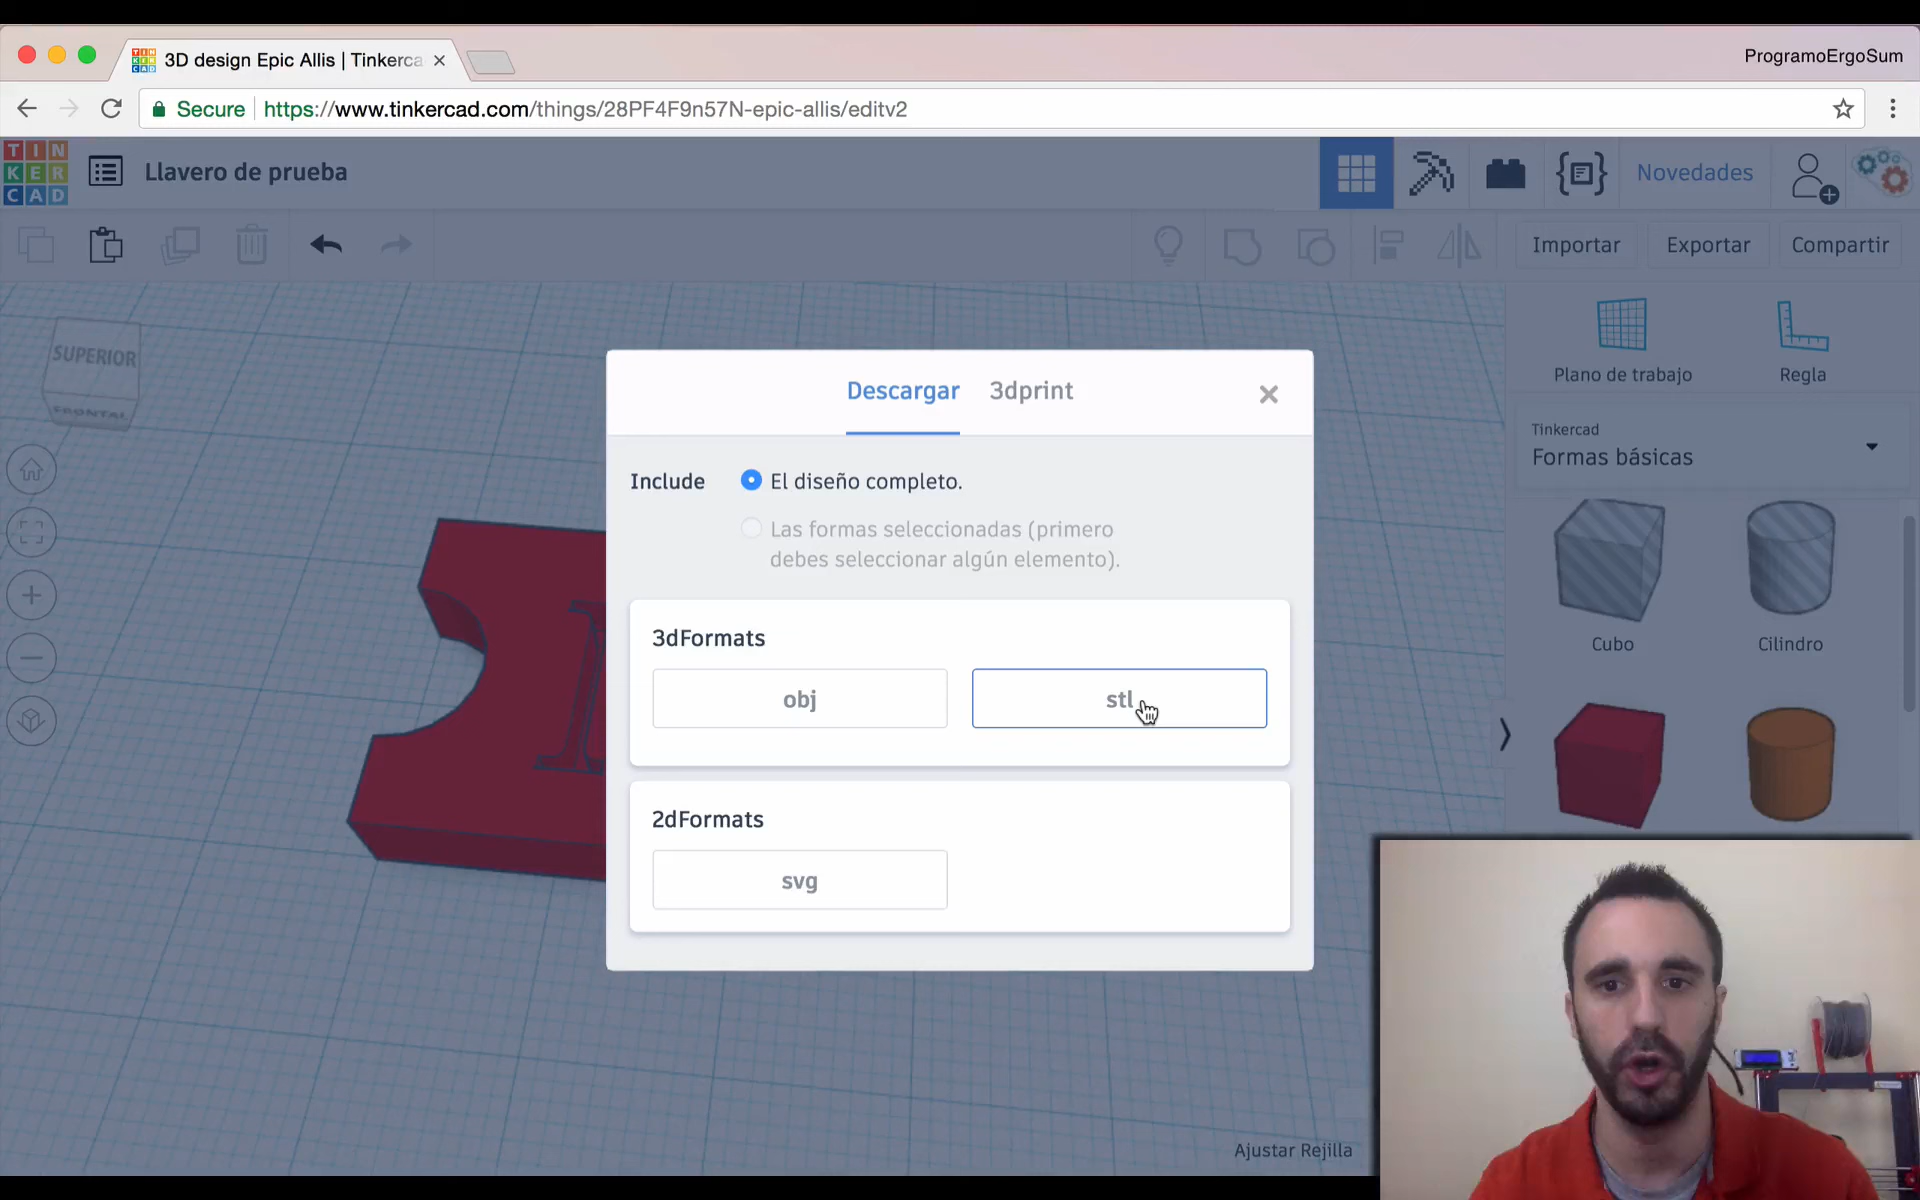 3D design Epic Allis | Tinkerca
ProgramoErgoSum
Secure
https://www.tinkercad.com/things/28PF4F9n57N-epic-allis/editv2
TIN
KER
CAD
Llavero de prueba
Novedades
Importar
Exportar
Compartir
SUPERIOR
FRONTAL
Plano de trabajo
Regla
Tinkercad
Formas básicas
Cubo
Cilindro
Descargar
3dprint
Include
El diseño completo.
Las formas seleccionadas (primero
debes seleccionar algún elemento).
3dFormats
obj
stl
2dFormats
svg
Ajustar Rejilla